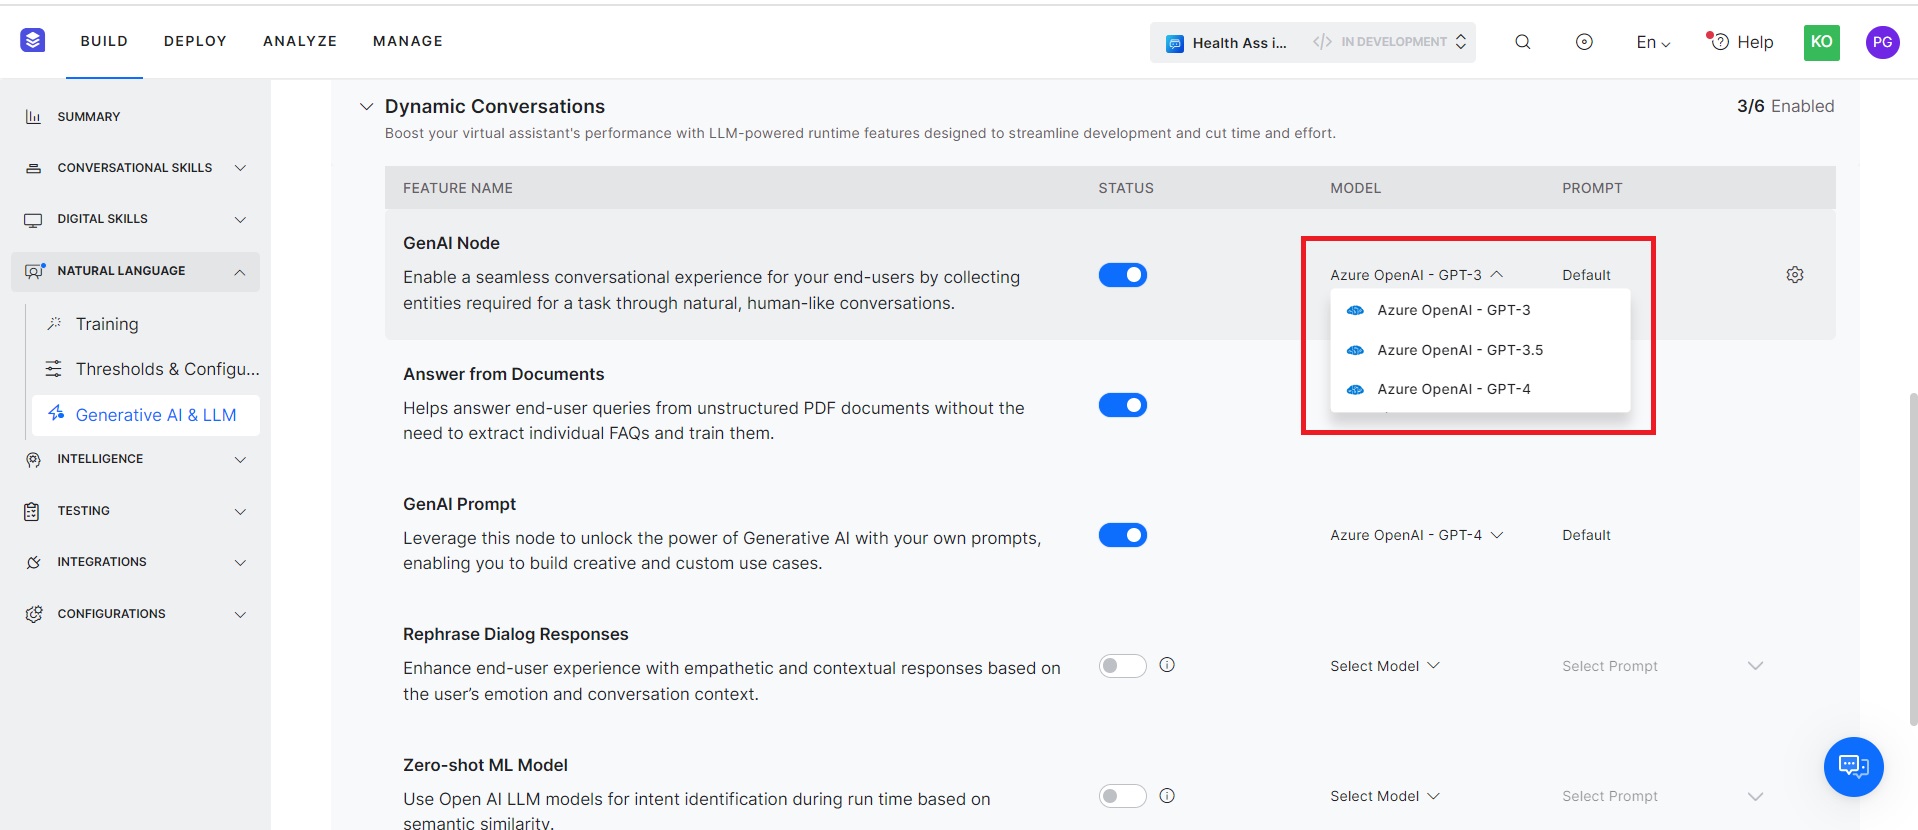 BUILD DEPLOY ANALYZE MANAGE
Health Ass i... </> IN DEVELOPMENT
En
Help
KO
PG
SUMMARY
CONVERSATIONAL SKILLS
DIGITAL SKILLS
NATURAL LANGUAGE
Training
Thresholds & Configu...
Generative AI & LLM
INTELLIGENCE
TESTING
INTEGRATIONS
CONFIGURATIONS
Dynamic Conversations
3/6 Enabled
Boost your virtual assistant's performance with LLM-powered runtime features designed to streamline development and cut time and effort.
FEATURE NAME STATUS MODEL PROMPT
GenAI Node
Enable a seamless conversational experience for your end-users by collecting
entities required for a task through natural, human-like conversations.
Azure OpenAI - GPT-3 Default
Azure OpenAI - GPT-3
Azure OpenAI - GPT-3.5
Azure OpenAI - GPT-4
Answer from Documents
Helps answer end-user queries from unstructured PDF documents without the
need to extract individual FAQs and train them.
GenAI Prompt
Leverage this node to unlock the power of Generative AI with your own prompts,
enabling you to build creative and custom use cases.
Azure OpenAI - GPT-4 Default
Rephrase Dialog Responses
Enhance end-user experience with empathetic and contextual responses based on
the user’s emotion and conversation context.
Select Model Select Prompt
Zero-shot ML Model
Use Open AI LLM models for intent identification during run time based on
semantic similarity.
Select Model Select Prompt